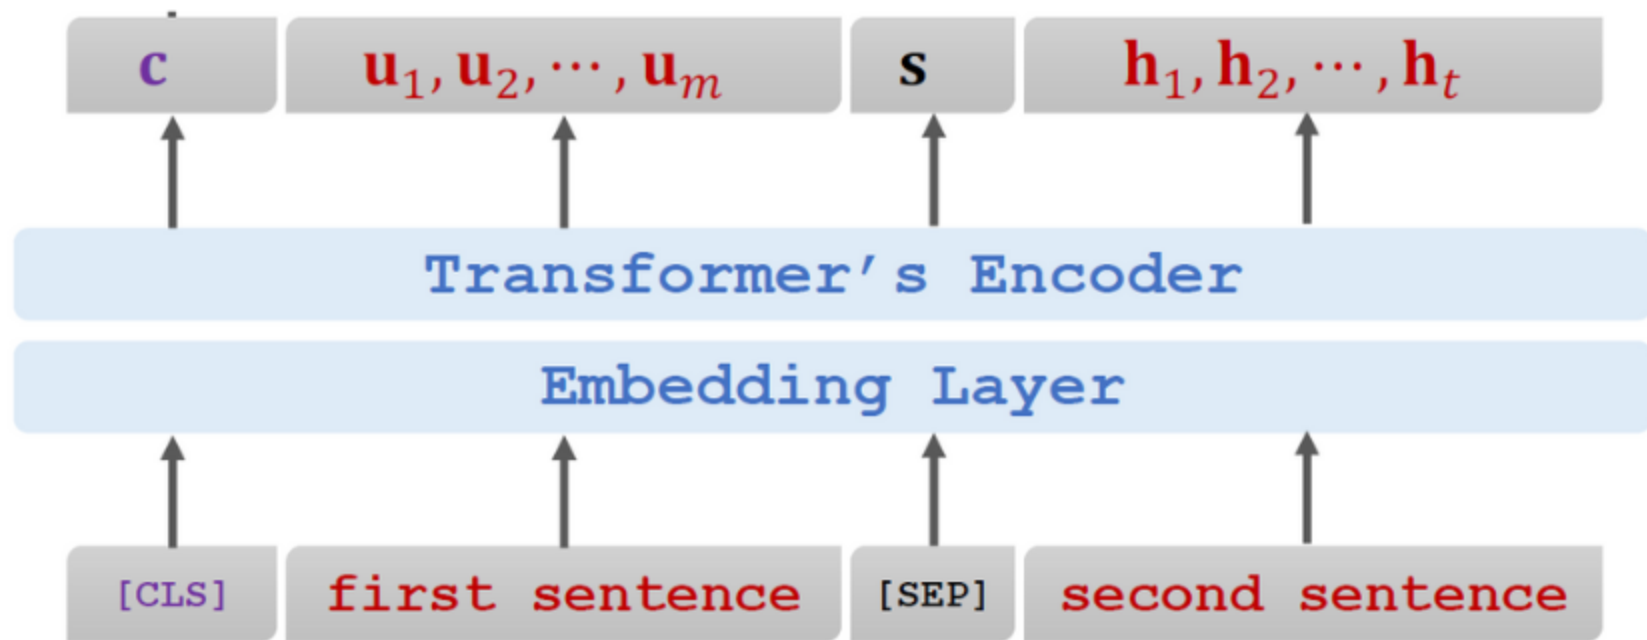 c u₁, u₂, ⋯, uₘ s h₁, h₂, ⋯, hₜ
Transformer's Encoder
Embedding Layer
[CLS] first sentence [SEP] second sentence